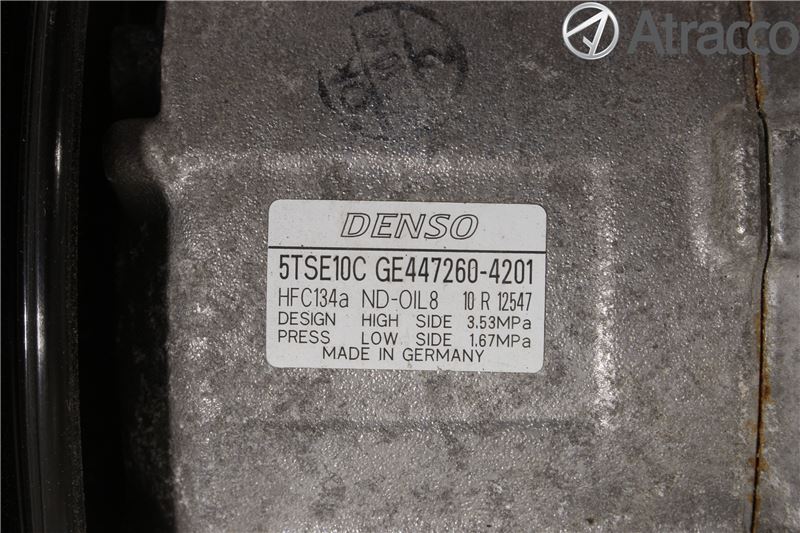 Atracco
DENSO
5TSE10C GE447260-4201
HFC134a ND-OIL8 10 R 12547
DESIGN HIGH SIDE 3.53MPa
PRESS LOW SIDE 1.67MPa
MADE IN GERMANY